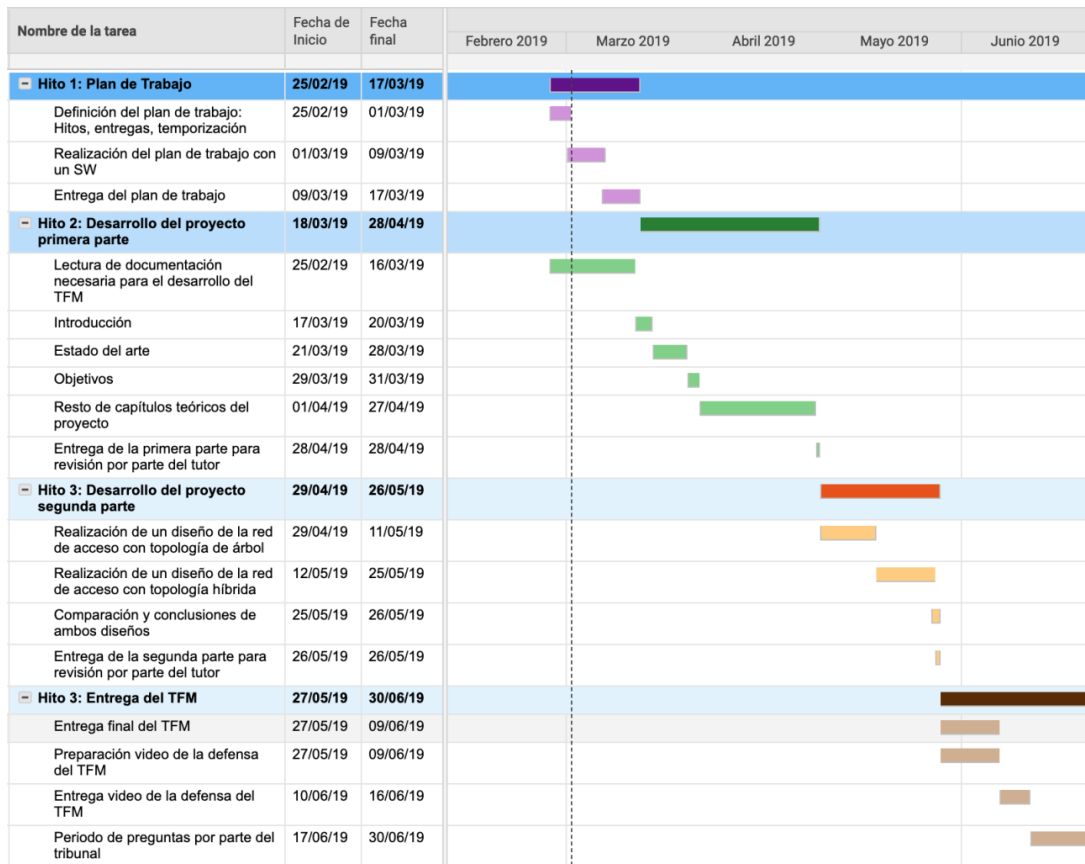 Nombre de la tarea
Fecha de
Inicio
Fecha
final
Febrero 2019
Marzo 2019
Abril 2019
Mayo 2019
Junio 2019
Hito 1: Plan de Trabajo 25/02/19 17/03/19
Definición del plan de trabajo: 25/02/19 01/03/19
Hitos, entregas, temporización
Realización del plan de trabajo con 01/03/19 09/03/19
un SW
Entrega del plan de trabajo 09/03/19 17/03/19
Hito 2: Desarrollo del proyecto 18/03/19 28/04/19
primera parte
Lectura de documentación 25/02/19 16/03/19
necesaria para el desarrollo del
TFM
Introducción 17/03/19 20/03/19
Estado del arte 21/03/19 28/03/19
Objetivos 29/03/19 31/03/19
Resto de capítulos teóricos del 01/04/19 27/04/19
proyecto
Entrega de la primera parte para 28/04/19 28/04/19
revisión por parte del tutor
Hito 3: Desarrollo del proyecto 29/04/19 26/05/19
segunda parte
Realización de un diseño de la red 29/04/19 11/05/19
de acceso con topología de árbol
Realización de un diseño de la red 12/05/19 25/05/19
de acceso con topología híbrida
Comparación y conclusiones de 25/05/19 26/05/19
ambos diseños
Entrega de la segunda parte para 26/05/19 26/05/19
revisión por parte del tutor
Hito 3: Entrega del TFM 27/05/19 30/06/19
Entrega final del TFM 27/05/19 09/06/19
Preparación video de la defensa 27/05/19 09/06/19
del TFM
Entrega video de la defensa del 10/06/19 16/06/19
TFM
Periodo de preguntas por parte del 17/06/19 30/06/19
tribunal